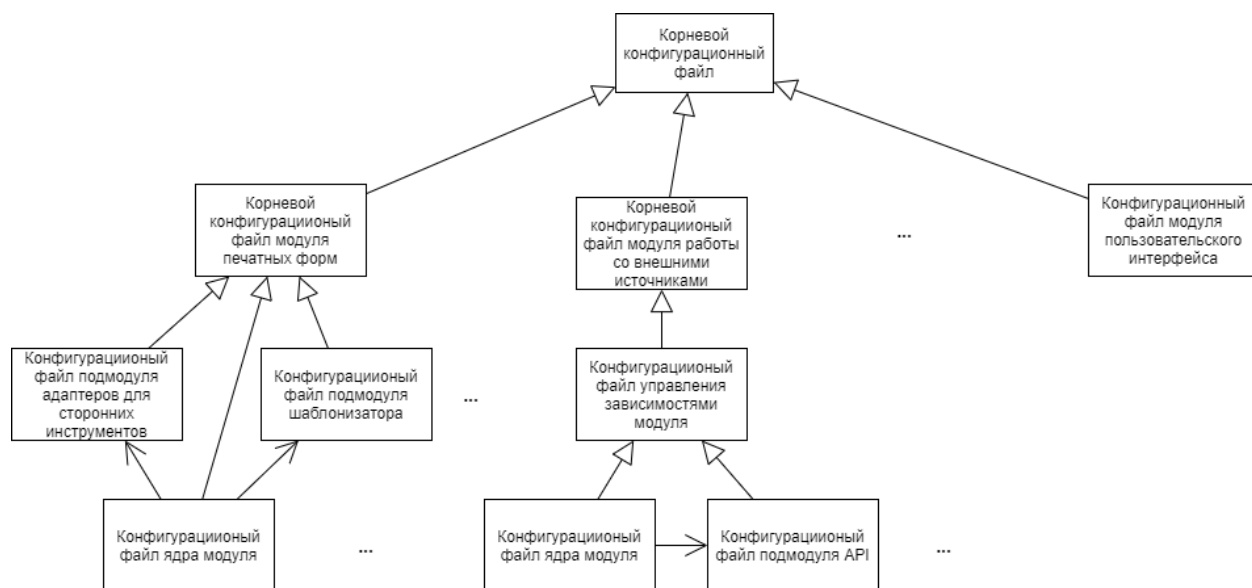 Корневой
конфигурационный
файл
Корневой
конфигурациионый
файл модуля
печатных форм
Корневой
конфигурациионый
файл модуля работы
со внешними
источниками
...
Конфигурационный
файл модуля
пользовательского
интерфейса
Конфигурациионый
файл подмодуля
адаптеров для
сторонних
инструментов
Конфигурациионый
файл подмодуля
шаблонизатора
...
Конфигурациионый
файл управления
зависимостями
модуля
Конфигурациионый
файл ядра модуля
...
Конфигурациионый
файл ядра модуля
Конфигурациионый
файл подмодуля API
...